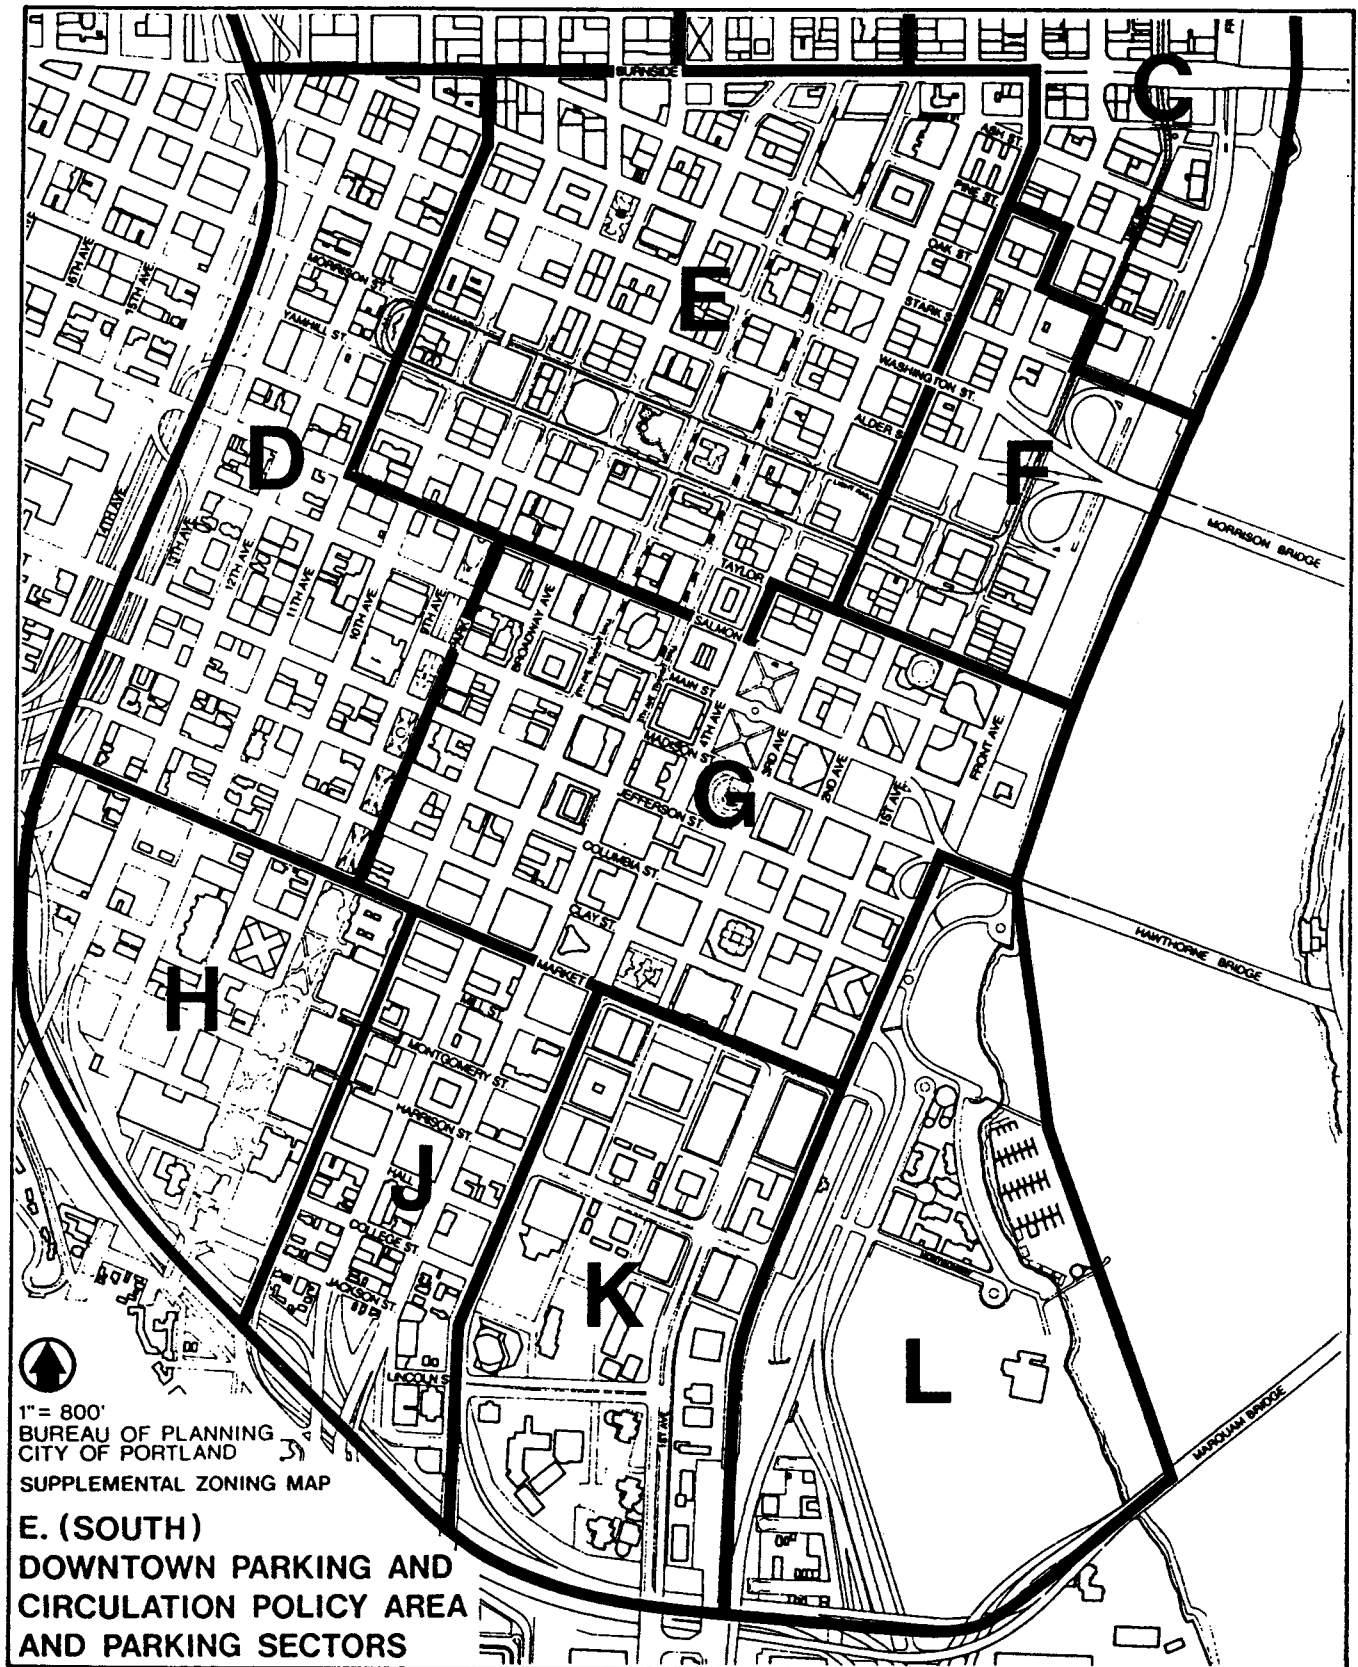 BURNSIDE
C
ASH ST.
PINE ST.
OAK ST.
16TH AVE
15TH AVE
MORRISON ST.
E
STARK S
YAMHILL ST.
WASHINGTON ST.
ALDER S
D
F
14TH AVE
13TH AVE
12TH AVE
11TH AVE
10TH AVE
9TH AVE
PARK
MORRISON BRIDGE
TAYLOR
SALMON
BROADWAY AVE
MAIN ST.
4TH AVE
MADISON ST.
3RD AVE
2ND AVE
1ST AVE
FRONT AVE.
G
JEFFERSON ST.
COLUMBIA ST.
CLAY ST.
MARKET
HAWTHORNE BRIDGE
H
MILL ST.
MONTGOMERY ST.
HARRISON ST.
J
HALL
COLLEGE ST.
JACKSON ST.
K
LINCOLN S
L
1ST AVE
MARQUAM BRIDGE
1"= 800'
BUREAU OF PLANNING
CITY OF PORTLAND
SUPPLEMENTAL ZONING MAP
E. (SOUTH)
DOWNTOWN PARKING AND
CIRCULATION POLICY AREA
AND PARKING SECTORS